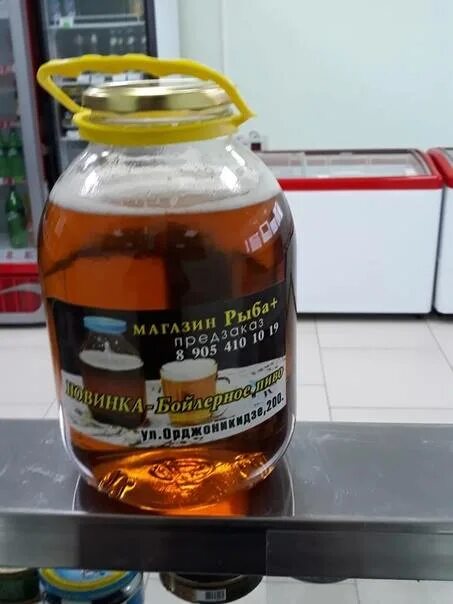 МАГАЗИН Рыба+
предзаказ
8 905 410 10 19
НОВИНКА-Бойлерное пиво
ул.Орджоникидзе,200.